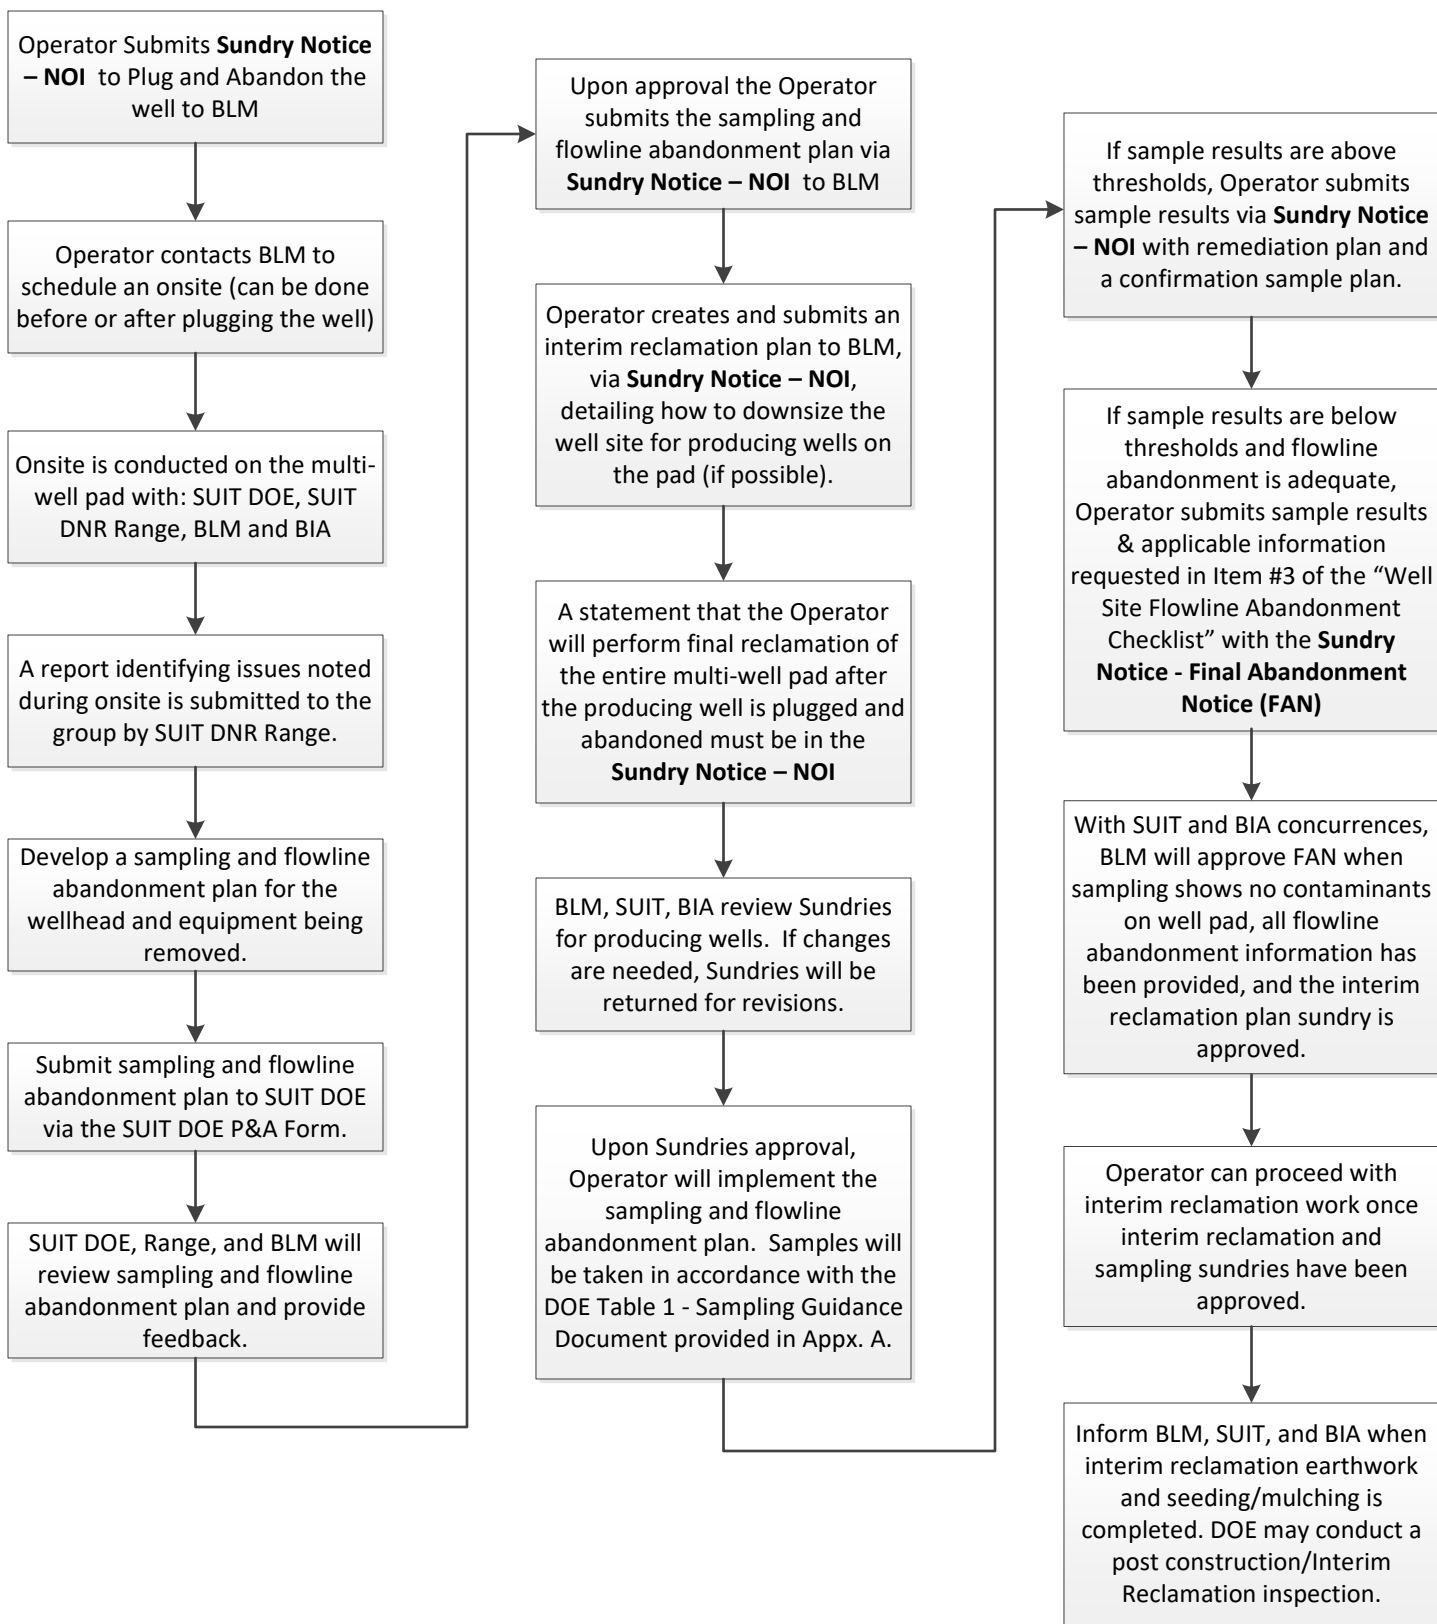 Operator Submits Sundry Notice
– NOI  to Plug and Abandon the
well to BLM
Operator contacts BLM to
schedule an onsite (can be done
before or after plugging the well)
Onsite is conducted on the multi-
well pad with: SUIT DOE, SUIT
DNR Range, BLM and BIA
A report identifying issues noted
during onsite is submitted to the
group by SUIT DNR Range.
Develop a sampling and flowline
abandonment plan for the
wellhead and equipment being
removed.
Submit sampling and flowline
abandonment plan to SUIT DOE
via the SUIT DOE P&A Form.
SUIT DOE, Range, and BLM will
review sampling and flowline
abandonment plan and provide
feedback.
Upon approval the Operator
submits the sampling and
flowline abandonment plan via
Sundry Notice – NOI  to BLM
Operator creates and submits an
interim reclamation plan to BLM,
via Sundry Notice – NOI,
detailing how to downsize the
well site for producing wells on
the pad (if possible).
A statement that the Operator
will perform final reclamation of
the entire multi-well pad after
the producing well is plugged and
abandoned must be in the
Sundry Notice – NOI
BLM, SUIT, BIA review Sundries
for producing wells.  If changes
are needed, Sundries will be
returned for revisions.
Upon Sundries approval,
Operator will implement the
sampling and flowline
abandonment plan.  Samples will
be taken in accordance with the
DOE Table 1 - Sampling Guidance
Document provided in Appx. A.
If sample results are above
thresholds, Operator submits
sample results via Sundry Notice
– NOI with remediation plan and
a confirmation sample plan.
If sample results are below
thresholds and flowline
abandonment is adequate,
Operator submits sample results
& applicable information
requested in Item #3 of the “Well
Site Flowline Abandonment
Checklist” with the Sundry
Notice - Final Abandonment
Notice (FAN)
With SUIT and BIA concurrences,
BLM will approve FAN when
sampling shows no contaminants
on well pad, all flowline
abandonment information has
been provided, and the interim
reclamation plan sundry is
approved.
Operator can proceed with
interim reclamation work once
interim reclamation and
sampling sundries have been
approved.
Inform BLM, SUIT, and BIA when
interim reclamation earthwork
and seeding/mulching is
completed. DOE may conduct a
post construction/Interim
Reclamation inspection.